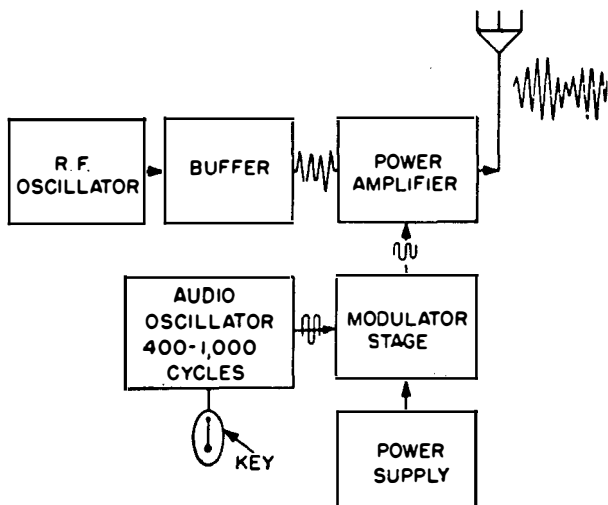 R. F.
OSCILLATOR
BUFFER
POWER
AMPLIFIER
AUDIO
OSCILLATOR
400-1,000
CYCLES
MODULATOR
STAGE
KEY
POWER
SUPPLY